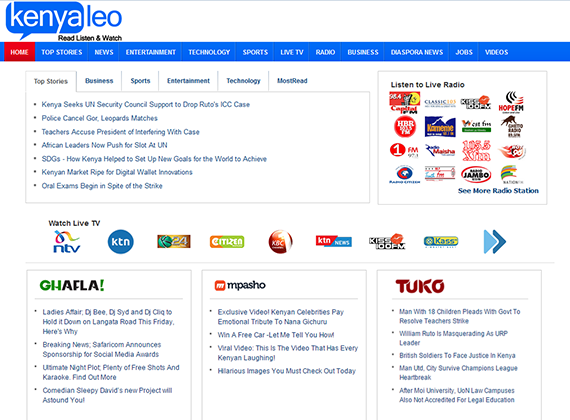 kenyaleo
Read Listen & Watch
HOME TOP STORIES NEWS ENTERTAINMENT TECHNOLOGY SPORTS LIVE TV RADIO BUSINESS DIASPORA NEWS JOBS VIDEOS
Top Stories Business Sports Entertainment Technology MostRead
Kenya Seeks UN Security Council Support to Drop Ruto's ICC Case
Police Cancel Gor, Leopards Matches
Teachers Accuse President of Interfering With Case
African Leaders Now Push for Slot At UN
SDGs - How Kenya Helped to Set Up New Goals for the World to Achieve
Kenyan Market Ripe for Digital Wallet Innovations
Oral Exams Begin in Spite of the Strike
Listen to Live Radio
98.4 Capital FM CLASSIC KISS 100FM HOPE FM
HBR Kameme east fm GHETTO RADIO
1 FM radio Maisha 105.5 XFM
RADIO CITIZEN RADIO JAMBO NATION FM
See More Radio Station
Watch Live TV
ntv ktn K24 CITIZEN KBC ktn NEWS KISS 100FM Kass
GHAFLA!
Ladies Affair; Dj Bee, Dj Syd and Dj Cliq to
Hold it Down on Langata Road This Friday,
Here's Why
Breaking News; Safaricom Announces
Sponsorship for Social Media Awards
Ultimate Night Plot; Plenty of Free Shots And
Karaoke. Find Out More
Comedian Sleepy David's new Project will
Astound You!
mpasho
Exclusive Video! Kenyan Celebrities Pay
Emotional Tribute To Nana Gichuru
Win A Free Car -Let Me Tell You How!
Viral Video: This Is The Video That Has Every
Kenyan Laughing!
Hilarious Images You Must Check Out Today
TUKO
Man With 18 Children Pleads With Govt To
Resolve Teachers Strike
William Ruto Is Masquerading As URP
Leader
British Soldiers To Face Justice In Kenya
Man Utd, City Survive Champions League
Heartbreak
After Moi University, UoN Law Campuses
Also Not Accredited For Legal Education